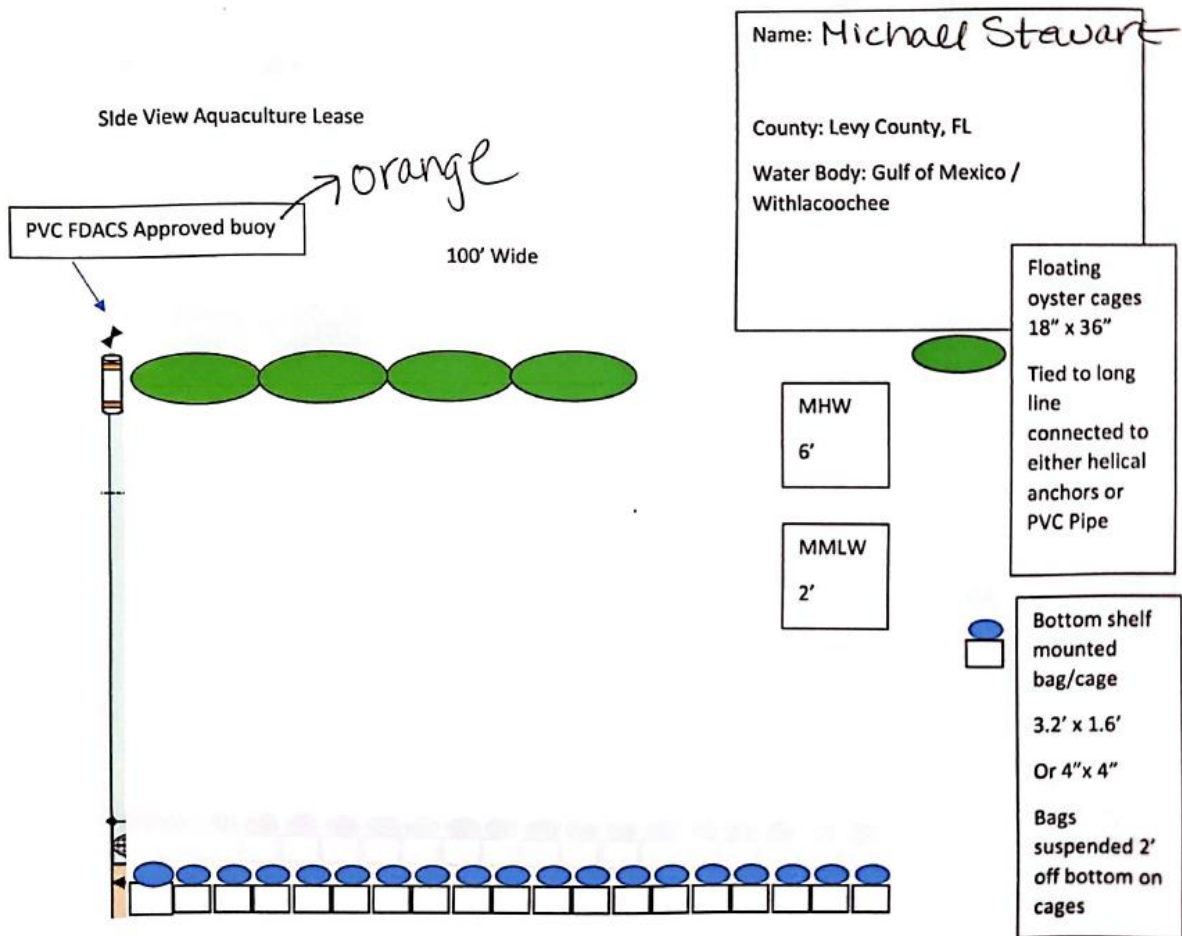 Name: Michael Stewart
County: Levy County, FL
Water Body: Gulf of Mexico /
Withlacoochee
SIde View Aquaculture Lease
orange
PVC FDACS Approved buoy
100' Wide
Floating
oyster cages
18" x 36"
Tied to long
line
connected to
either helical
anchors or
PVC Pipe
MHW
6'
MMLW
2'
Bottom shelf
mounted
bag/cage
3.2' x 1.6'
Or 4"x 4"
Bags
suspended 2'
off bottom on
cages